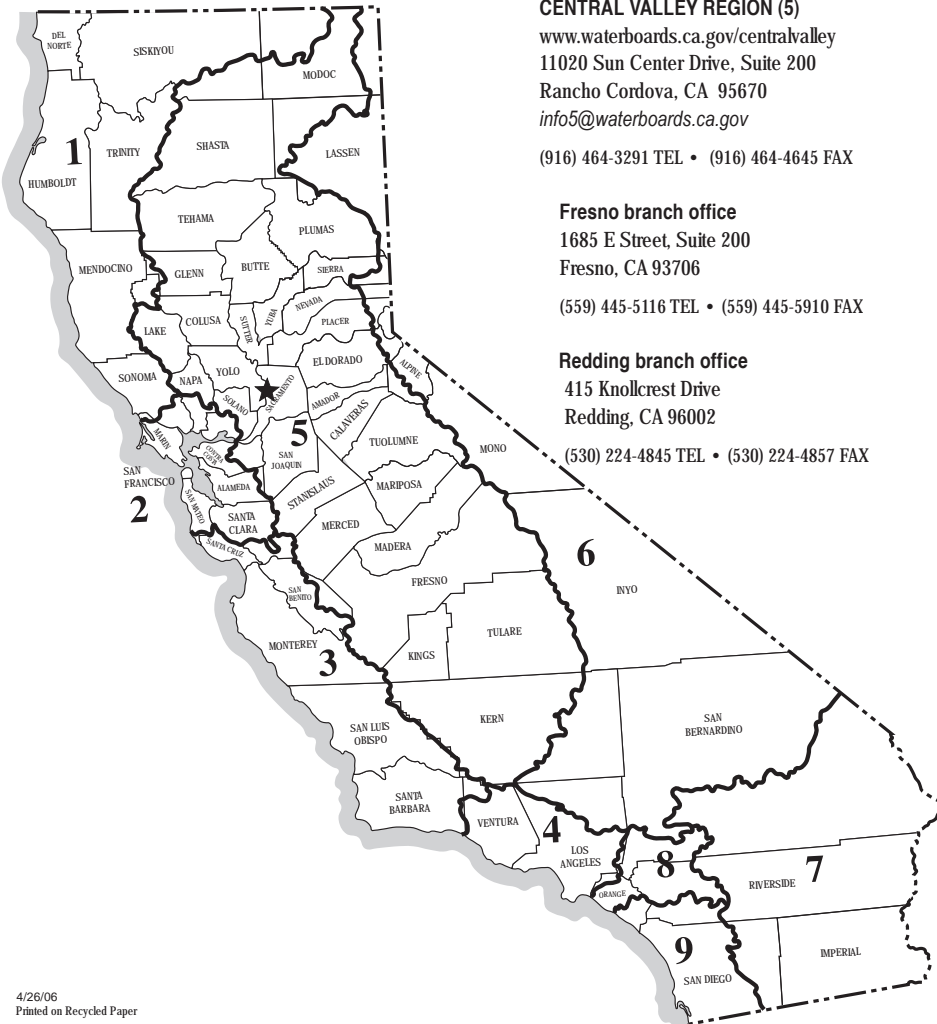 CENTRAL VALLEY REGION (5)
www.waterboards.ca.gov/centralvalley
11020 Sun Center Drive, Suite 200
Rancho Cordova, CA 95670
info5@waterboards.ca.gov
(916) 464-3291 TEL • (916) 464-4645 FAX
Fresno branch office
1685 E Street, Suite 200
Fresno, CA 93706
(559) 445-5116 TEL • (559) 445-5910 FAX
Redding branch office
415 Knollcrest Drive
Redding, CA 96002
(530) 224-4845 TEL • (530) 224-4857 FAX
DEL
NORTE
SISKIYOU
MODOC
1
TRINITY
SHASTA
LASSEN
HUMBOLDT
TEHAMA
PLUMAS
MENDOCINO
GLENN
BUTTE
SIERRA
LAKE
COLUSA
SUTTER
YUBA
NEVADA
PLACER
SONOMA
NAPA
YOLO
EL DORADO
ALPINE
SOLANO
SACRAMENTO
AMADOR
CALAVERAS
5
TUOLUMNE
MONO
MARIN
CONTRA
COSTA
SAN
JOAQUIN
SAN
FRANCISCO
ALAMEDA
STANISLAUS
MARIPOSA
2
SAN MATEO
SANTA
CLARA
MERCED
SANTA CRUZ
MADERA
6
FRESNO
INYO
SAN
BENITO
MONTEREY
3
KINGS
TULARE
SAN LUIS
OBISPO
KERN
SAN
BERNARDINO
SANTA
BARBARA
VENTURA
4
LOS
ANGELES
8
7
RIVERSIDE
ORANGE
9
SAN DIEGO
IMPERIAL
4/26/06
Printed on Recycled Paper